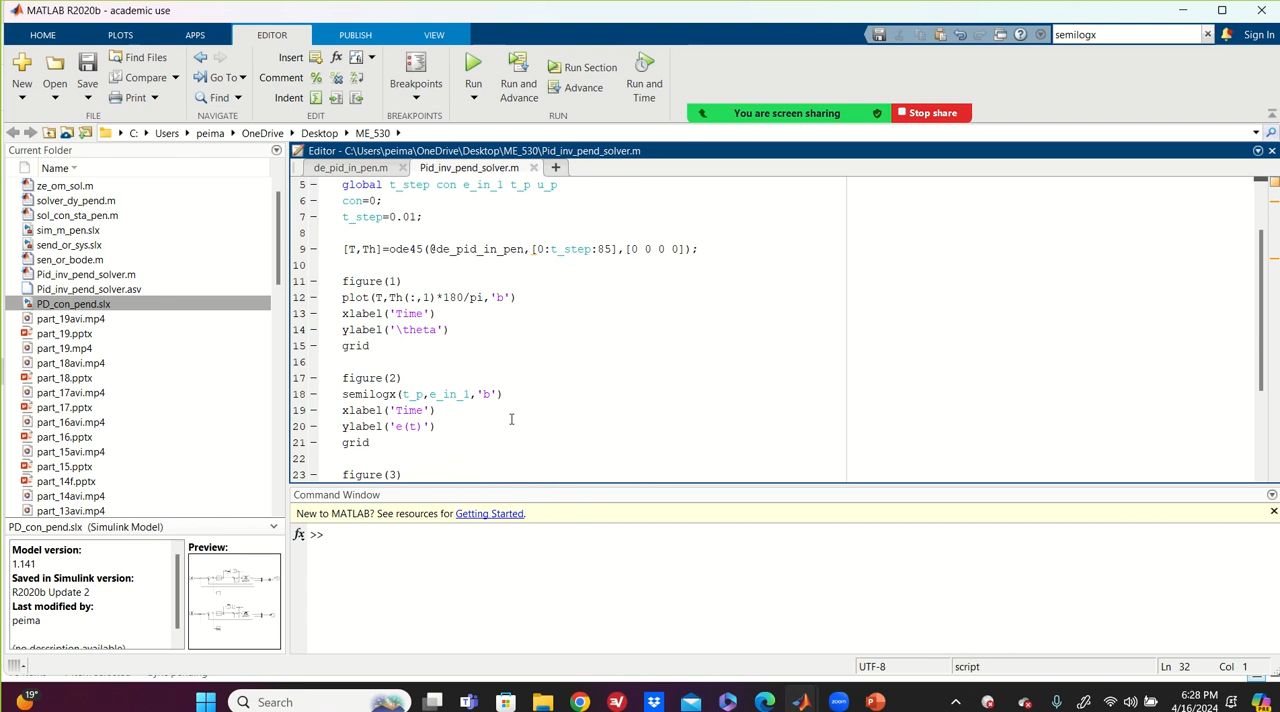 MATLAB R2020b - academic use
HOME PLOTS APPS EDITOR PUBLISH VIEW semilogx Sign In
New Open Save Find Files Compare Print
Go To Find
Insert Comment Indent
Breakpoints Run Run and Advance Run Section Advance Run and Time
FILE NAVIGATE EDIT BREAKPOINTS RUN
You are screen sharing Stop share
C: Users peima OneDrive Desktop ME_530
Current Folder
Name
ze_om_sol.m
solver_dy_pend.m
sol_con_sta_pen.m
sim_m_pen.slx
send_or_sys.slx
sen_or_bode.m
Pid_inv_pend_solver.m
Pid_inv_pend_solver.asv
PD_con_pend.slx
part_19avi.mp4
part_19.pptx
part_19.mp4
part_18avi.mp4
part_18.pptx
part_17avi.mp4
part_17.pptx
part_16avi.mp4
part_16.pptx
part_15avi.mp4
part_15.pptx
part_14f.pptx
part_14avi.mp4
part_13avi.mp4
PD_con_pend.slx (Simulink Model)
Model version:
1.141
Saved in Simulink version:
R2020b Update 2
Last modified by:
peima
(no description available)
Preview:
Editor - C:\Users\peima\OneDrive\Desktop\ME_530\Pid_inv_pend_solver.m
de_pid_in_pen.m Pid_inv_pend_solver.m
5 global t_step con e_in_1 t_p u_p
6 con=0;
7 t_step=0.01;
8
9 [T,Th]=ode45(@de_pid_in_pen,[0:t_step:85],[0 0 0 0]);
10
11 figure(1)
12 plot(T,Th(:,1)*180/pi,'b')
13 xlabel('Time')
14 ylabel('\theta')
15 grid
16
17 figure(2)
18 semilogx(t_p,e_in_1,'b')
19 xlabel('Time')
20 ylabel('e(t)')
21 grid
22
23 figure(3)
Command Window
New to MATLAB? See resources for Getting Started.
fx >>
UTF-8 script Ln 32 Col 1
19° Search zoom 6:28 PM
4/16/2024